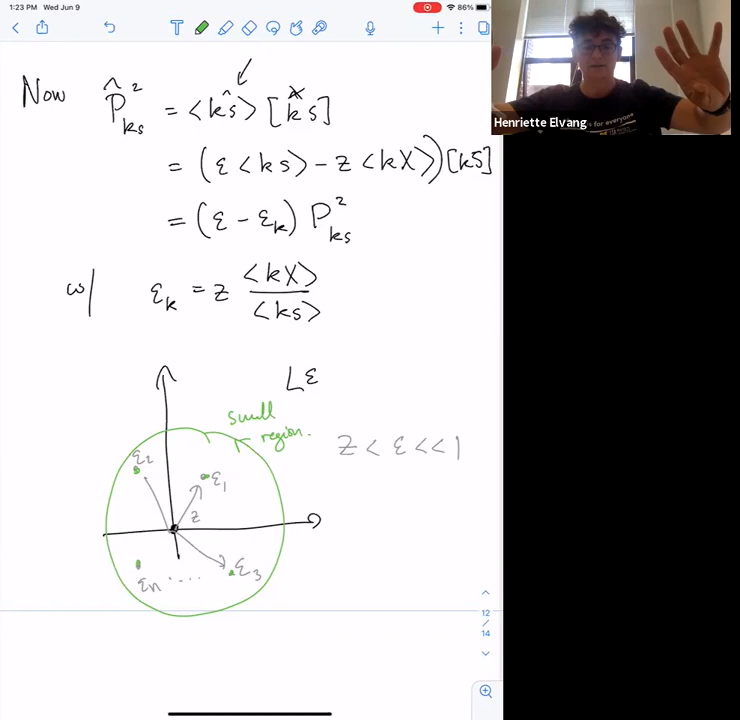 1:23 PM Wed Jun 9
86%
T
Henriette Elvang
for everyone
Now P̂²ks = <kŝ>[k̂s]
= (ε<ks> - z<kX>)[ks]
= (ε - εk) P²ks
w/ εk = z <kX>/<ks>
Lε
small
region.
z < ε << 1
ε2
ε1
z
ε3
εn ....
12
/
14